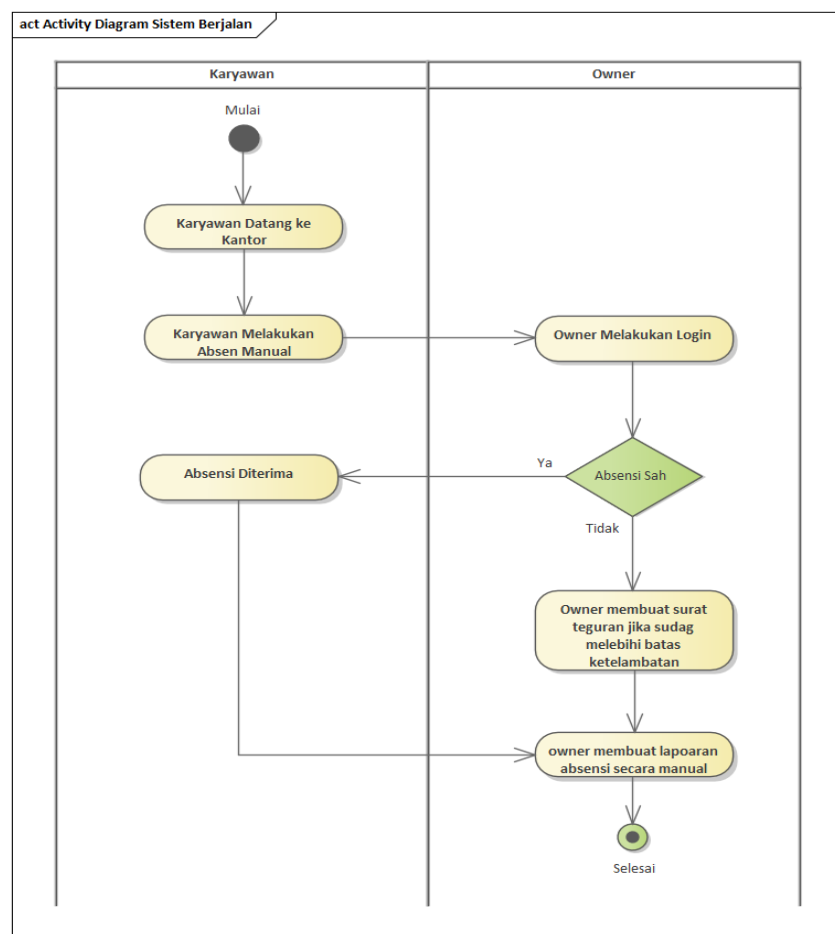 act Activity Diagram Sistem Berjalan
Karyawan
Owner
Mulai
Karyawan Datang ke
Kantor
Karyawan Melakukan
Absen Manual
Owner Melakukan Login
Absensi Diterima
Ya
Absensi Sah
Tidak
Owner membuat surat
teguran jika sudag
melebihi batas
ketelambatan
owner membuat lapoaran
absensi secara manual
Selesai